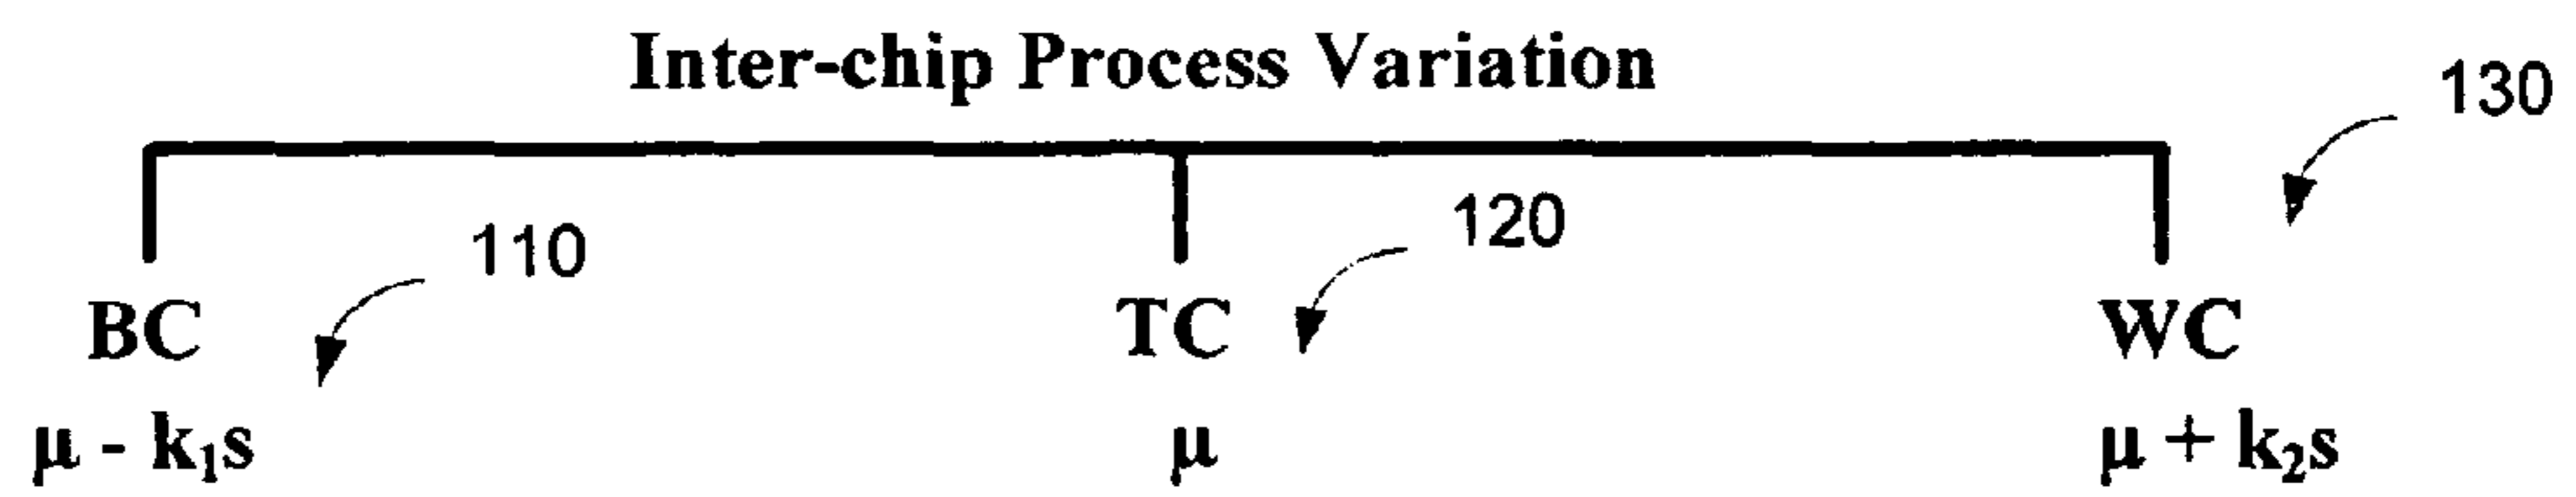 Inter-chip Process Variation
130
120
110
BC TC WC
μ - k₁s μ μ + k₂s